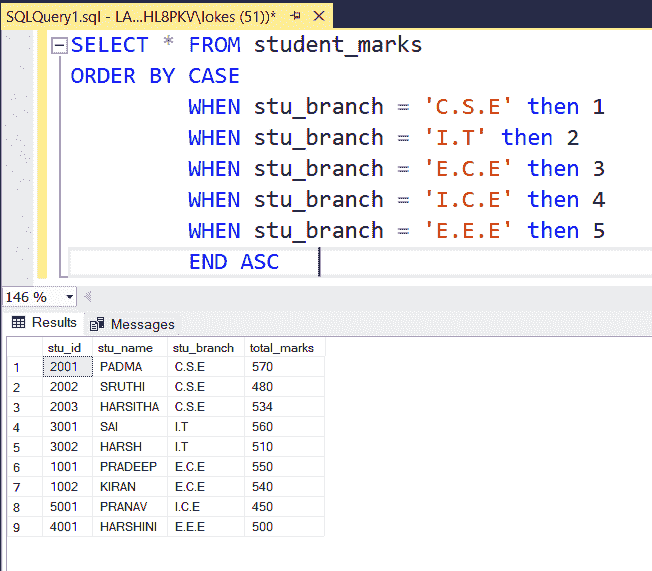 SQLQuery1.sql - LA...HL8PKV\lokes (51))*
SELECT * FROM student_marks
ORDER BY CASE
WHEN stu_branch = 'C.S.E' then 1
WHEN stu_branch = 'I.T' then 2
WHEN stu_branch = 'E.C.E' then 3
WHEN stu_branch = 'I.C.E' then 4
WHEN stu_branch = 'E.E.E' then 5
END ASC
146 %
Results Messages
stu_id stu_name stu_branch total_marks
1 2001 PADMA C.S.E 570
2 2002 SRUTHI C.S.E 480
3 2003 HARSITHA C.S.E 534
4 3001 SAI I.T 560
5 3002 HARSH I.T 510
6 1001 PRADEEP E.C.E 550
7 1002 KIRAN E.C.E 540
8 5001 PRANAV I.C.E 450
9 4001 HARSHINI E.E.E 500